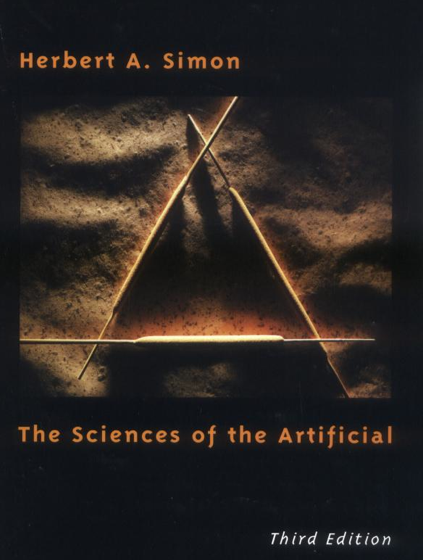 Herbert A. Simon
The Sciences of the Artificial
Third Edition